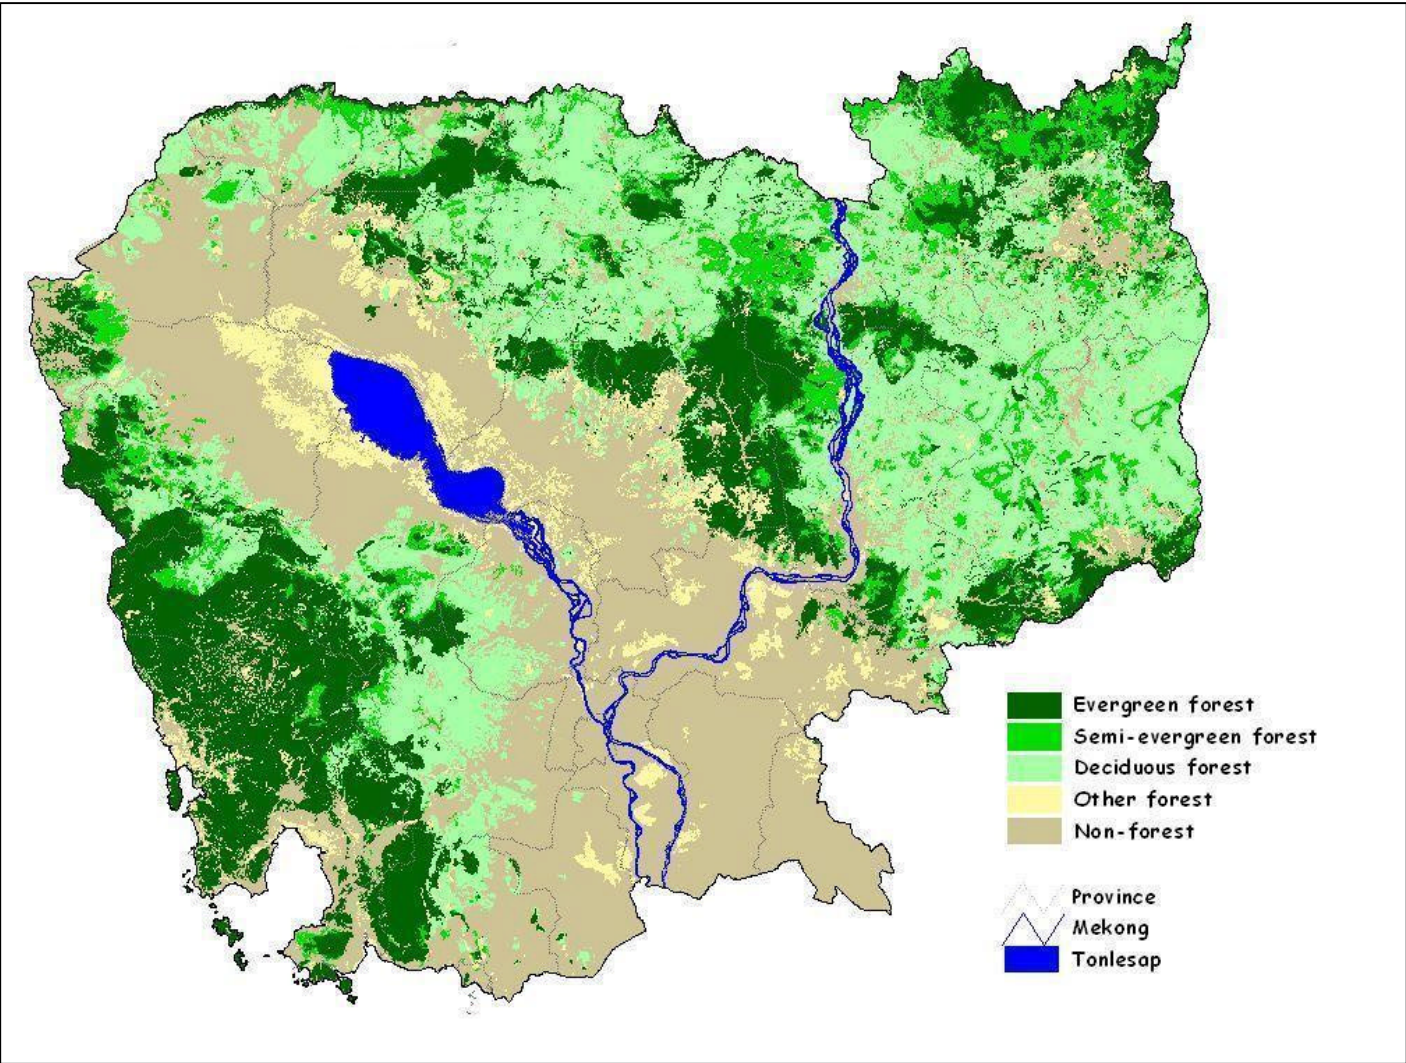 Evergreen forest
Semi-evergreen forest
Deciduous forest
Other forest
Non-forest
Province
Mekong
Tonlesap